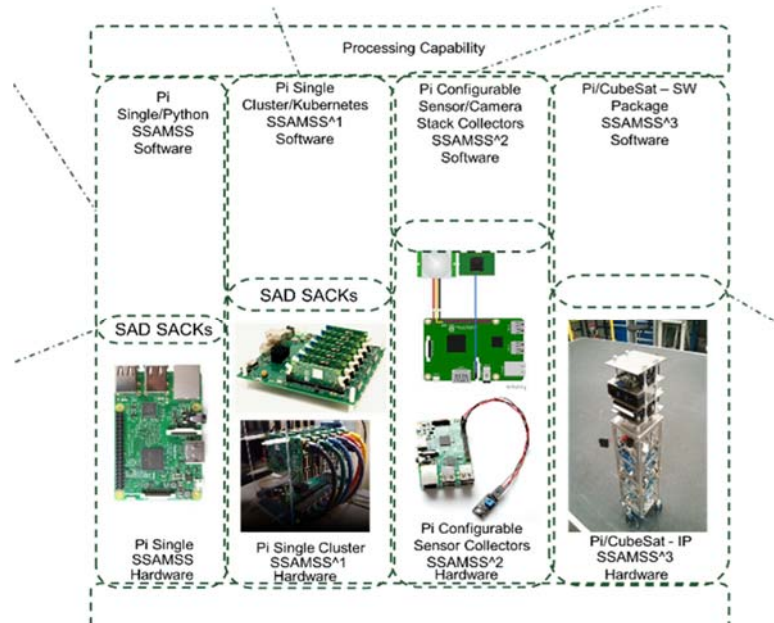 Processing Capability
Pi
Single/Python
SSAMSS
Software
Pi Single
Cluster/Kubernetes
SSAMSS^1
Software
Pi Configurable
Sensor/Camera
Stack Collectors
SSAMSS^2
Software
Pi/CubeSat – SW
Package
SSAMSS^3
Software
SAD SACKs
SAD SACKs
Pi Single
SSAMSS
Hardware
Pi Single Cluster
SSAMSS^1
Hardware
Pi Configurable
Sensor Collectors
SSAMSS^2
Hardware
Pi/CubeSat - IP
SSAMSS^3
Hardware